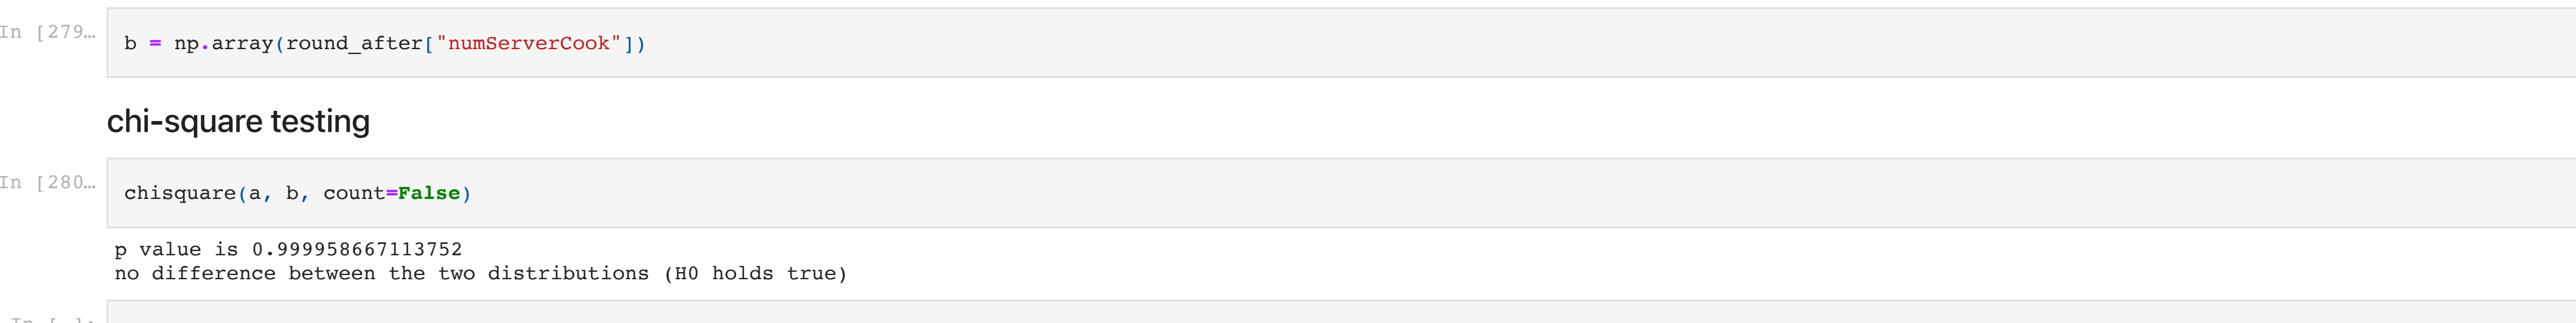 In [279…
b = np.array(round_after["numServerCook"])
chi-square testing
In [280…
chisquare(a, b, count=False)
p value is 0.999958667113752
no difference between the two distributions (H0 holds true)
In [ ]: